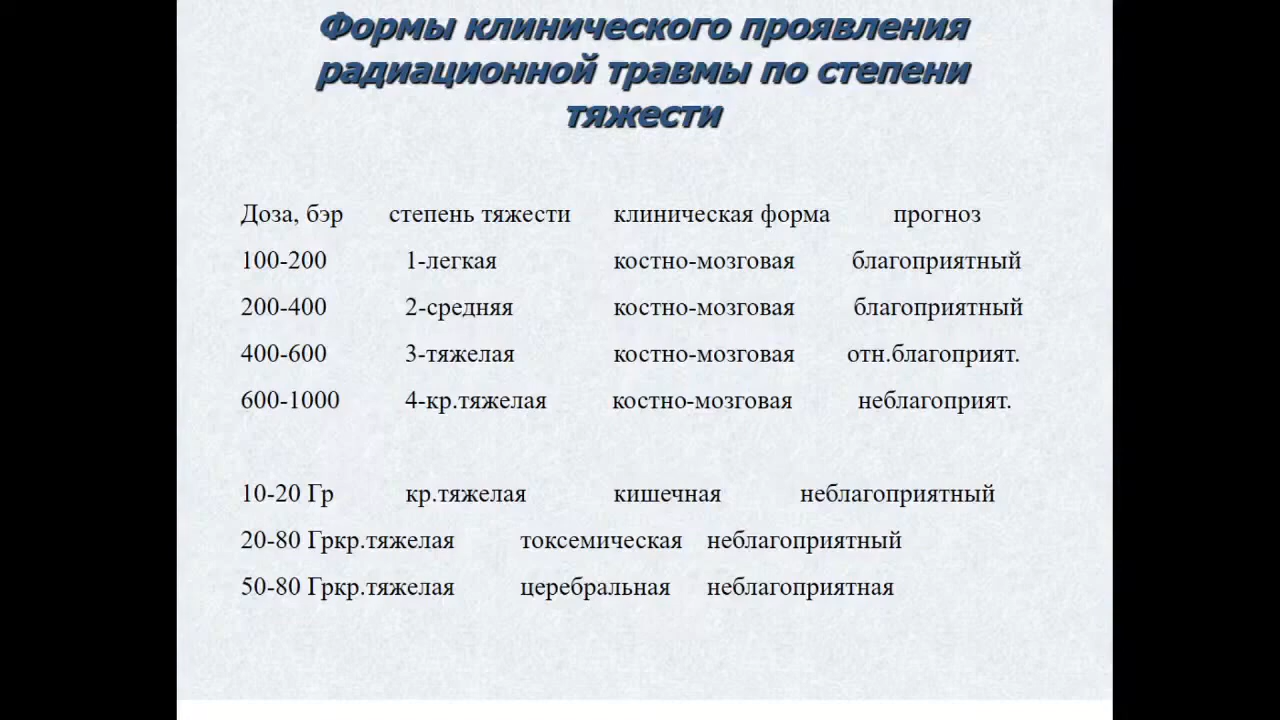 Формы клинического проявления
радиационной травмы по степени
тяжести
Доза, бэр степень тяжести клиническая форма прогноз
100-200 1-легкая костно-мозговая благоприятный
200-400 2-средняя костно-мозговая благоприятный
400-600 3-тяжелая костно-мозговая отн.благоприят.
600-1000 4-кр.тяжелая костно-мозговая неблагоприят.
10-20 Гр кр.тяжелая кишечная неблагоприятный
20-80 Гркр.тяжелая токсемическая неблагоприятный
50-80 Гркр.тяжелая церебральная неблагоприятная